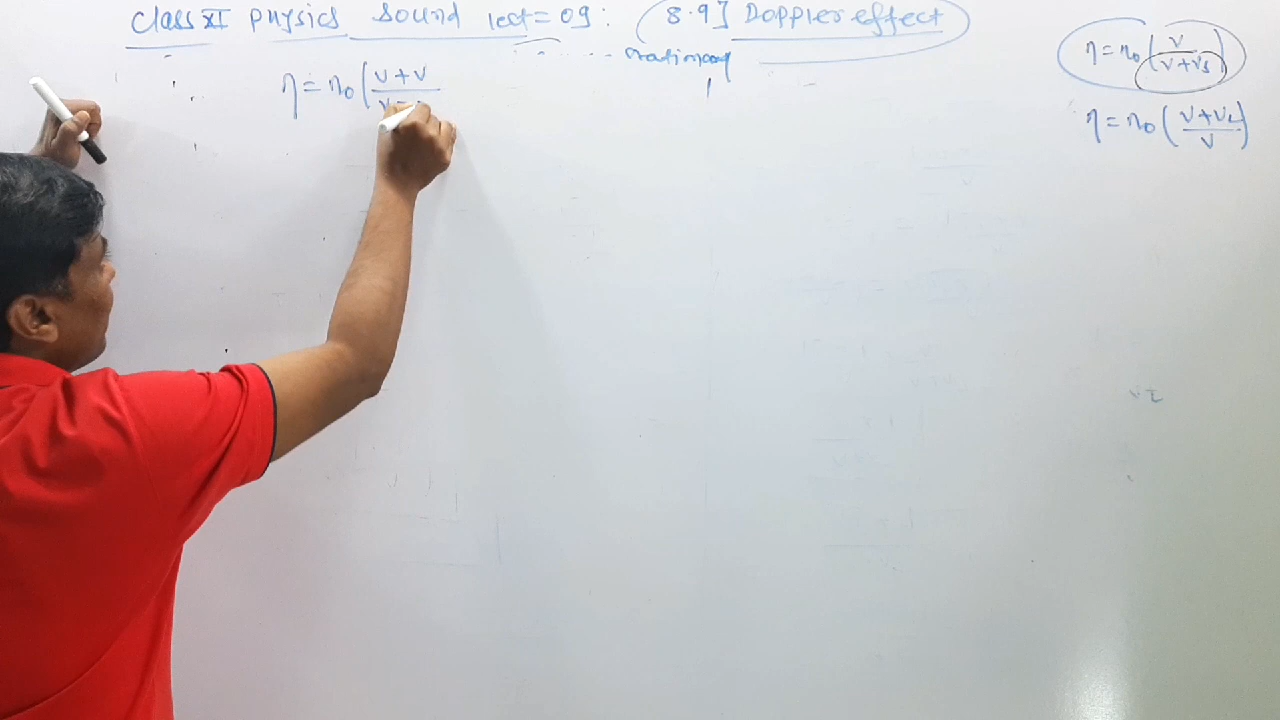 Class XI Physics Sound lect=09: 8.9] Doppler effect
stationary
η = n₀ (V+V / V
η = n₀ (V / V+Vs)
η = n₀ (V+VL / V)